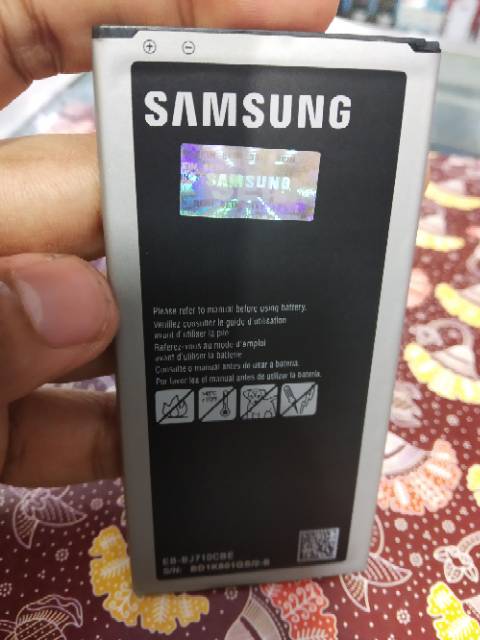 + -
SAMSUNG
SAMSUNG
Please refer to manual before using battery.
Veuillez consulter le guide d'utilisation
avant d'utiliser la pile
Referez-vous au mode d'emploi
avant d'utiliser la batterie
Consulte o manual antes de usar a bateria.
Por favor lea el manual antes de utilizar la batería.
EB-BJ710CBE
S/N: